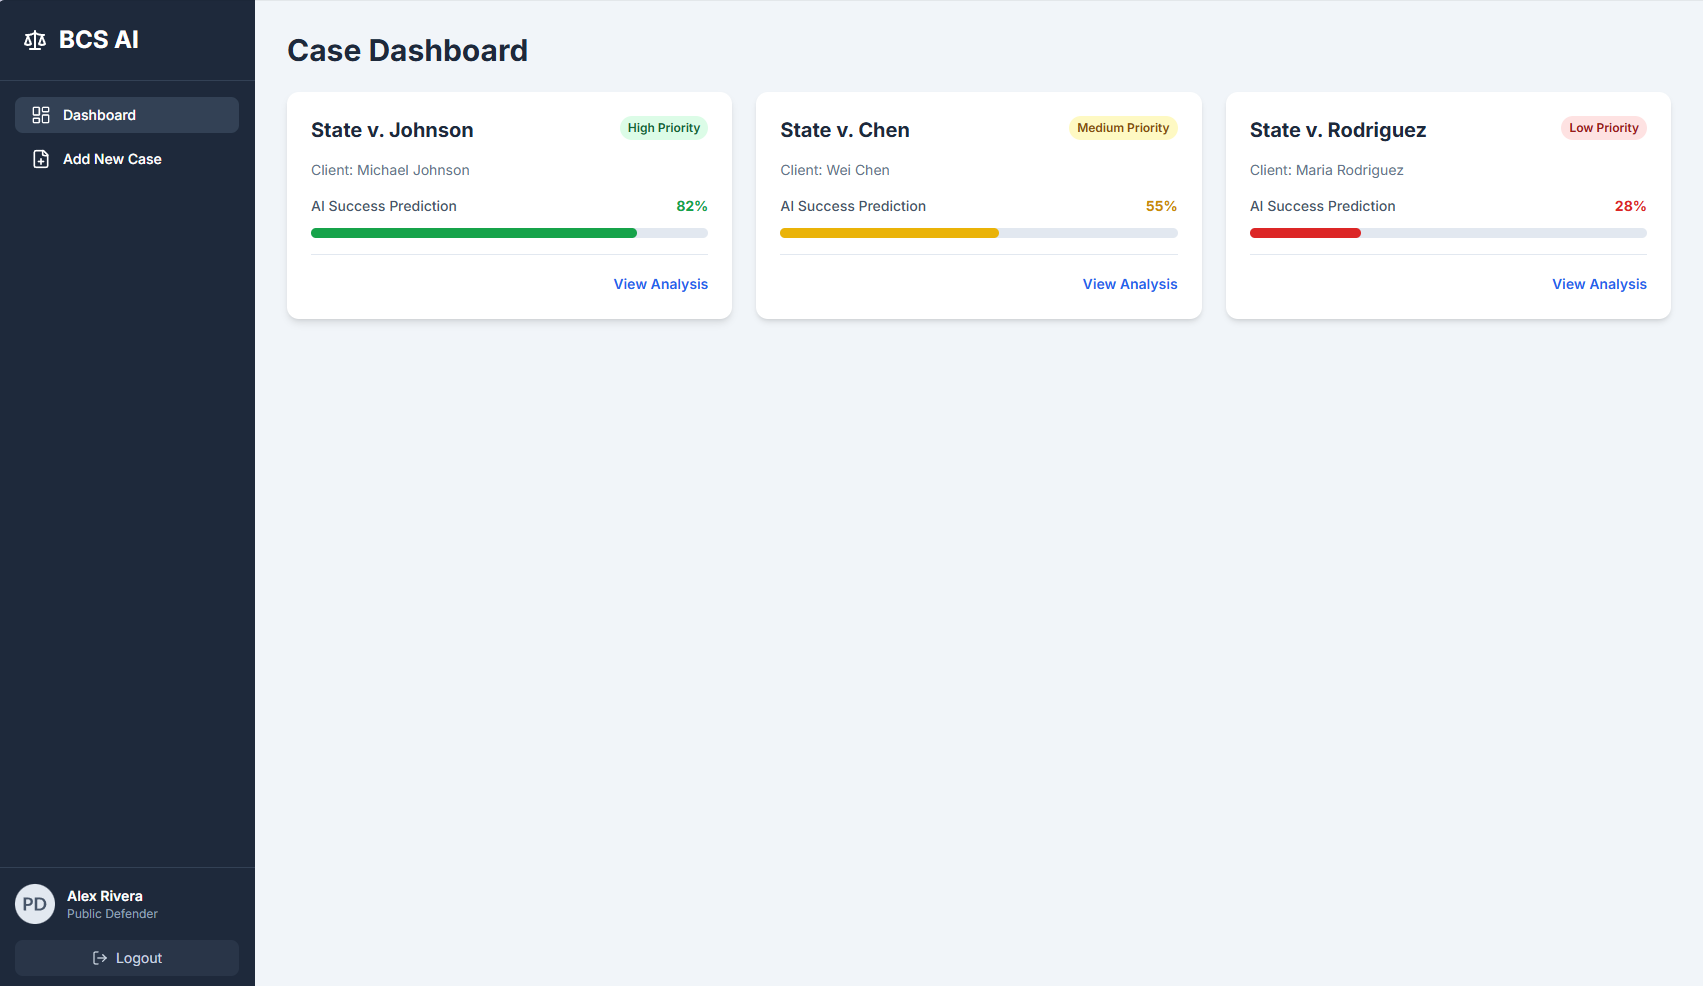 BCS AI
Dashboard
Add New Case
Case Dashboard
State v. Johnson
High Priority
Client: Michael Johnson
AI Success Prediction
82%
View Analysis
State v. Chen
Medium Priority
Client: Wei Chen
AI Success Prediction
55%
View Analysis
State v. Rodriguez
Low Priority
Client: Maria Rodriguez
AI Success Prediction
28%
View Analysis
PD
Alex Rivera
Public Defender
Logout